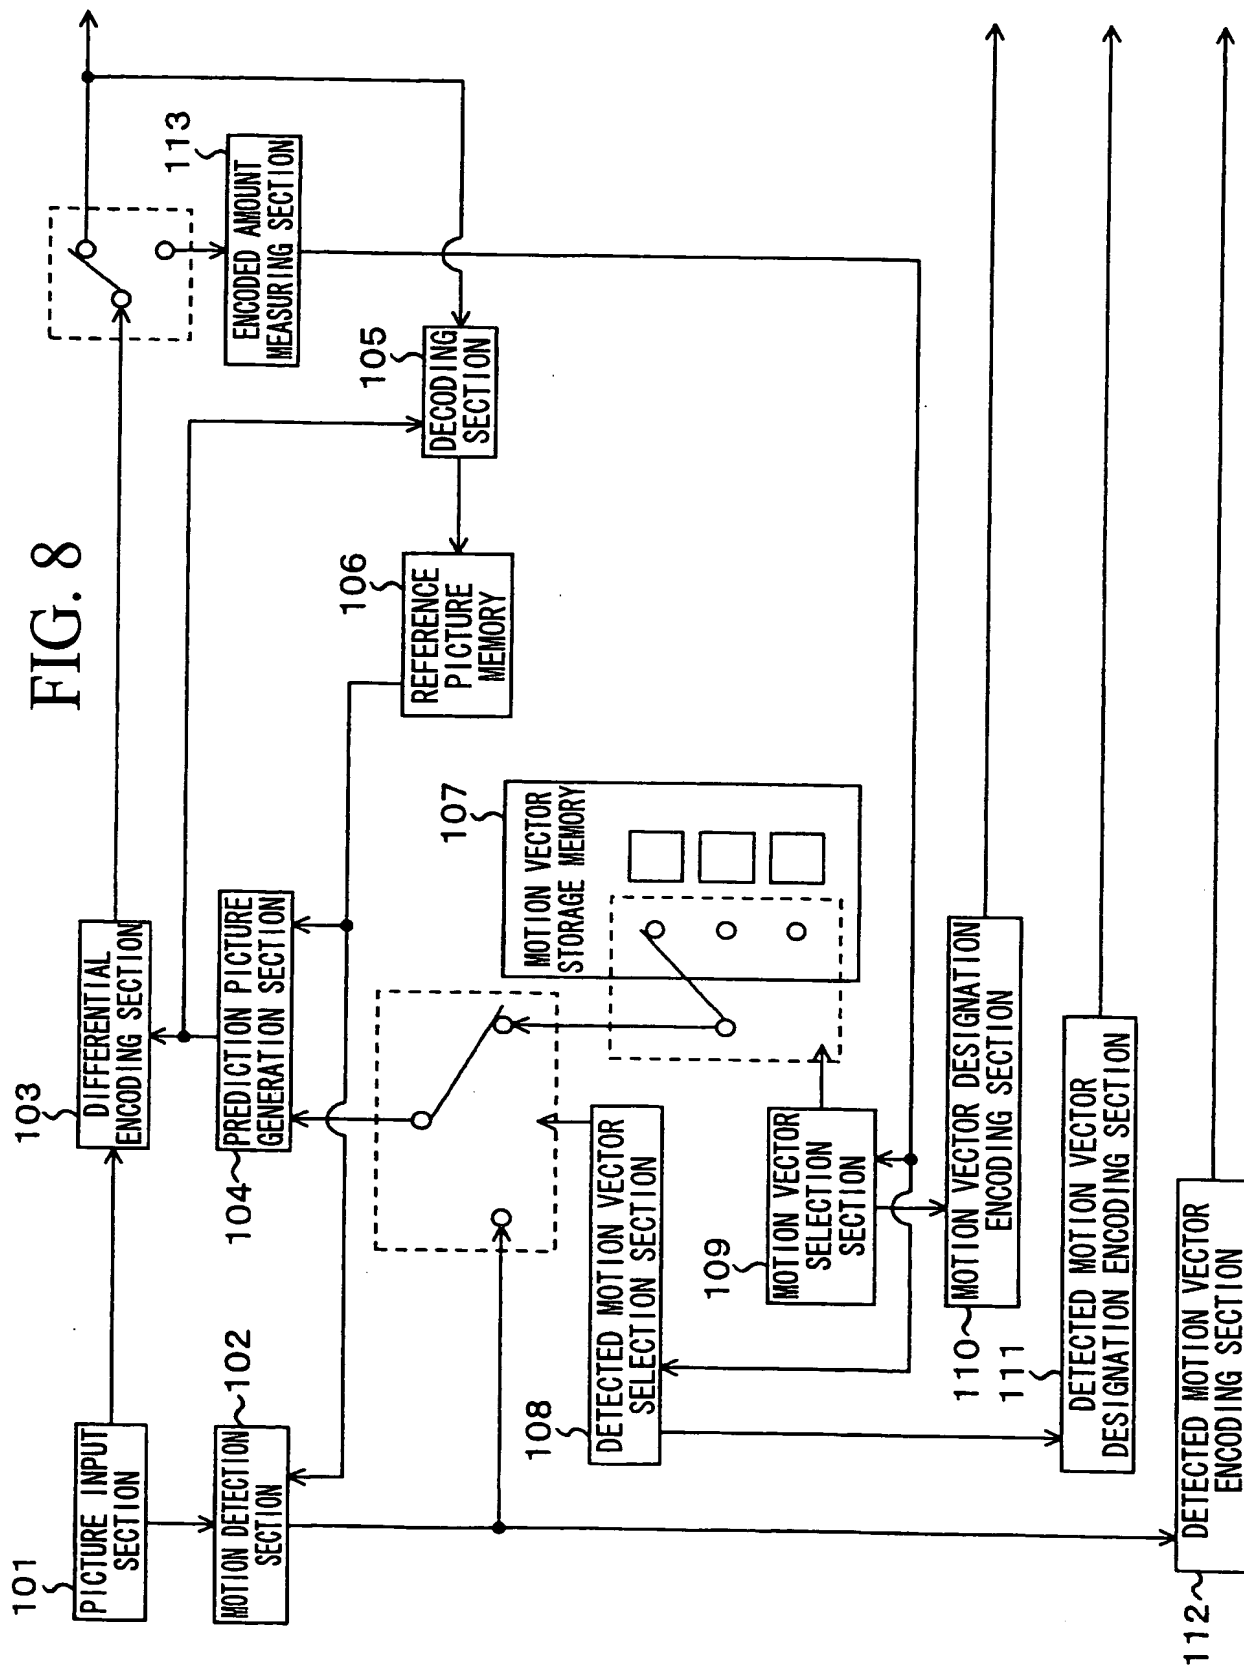 FIG. 8
101
PICTURE INPUT
SECTION
102
MOTION DETECTION
SECTION
103
DIFFERENTIAL
ENCODING SECTION
104
PREDICTION PICTURE
GENERATION SECTION
113
ENCODED AMOUNT
MEASURING SECTION
105
DECODING
SECTION
106
REFERENCE
PICTURE
MEMORY
107
MOTION VECTOR
STORAGE MEMORY
108
DETECTED MOTION VECTOR
SELECTION SECTION
109
MOTION VECTOR
SELECTION
SECTION
110
MOTION VECTOR DESIGNATION
ENCODING SECTION
111
DETECTED MOTION VECTOR
DESIGNATION ENCODING SECTION
112
DETECTED MOTION VECTOR
ENCODING SECTION